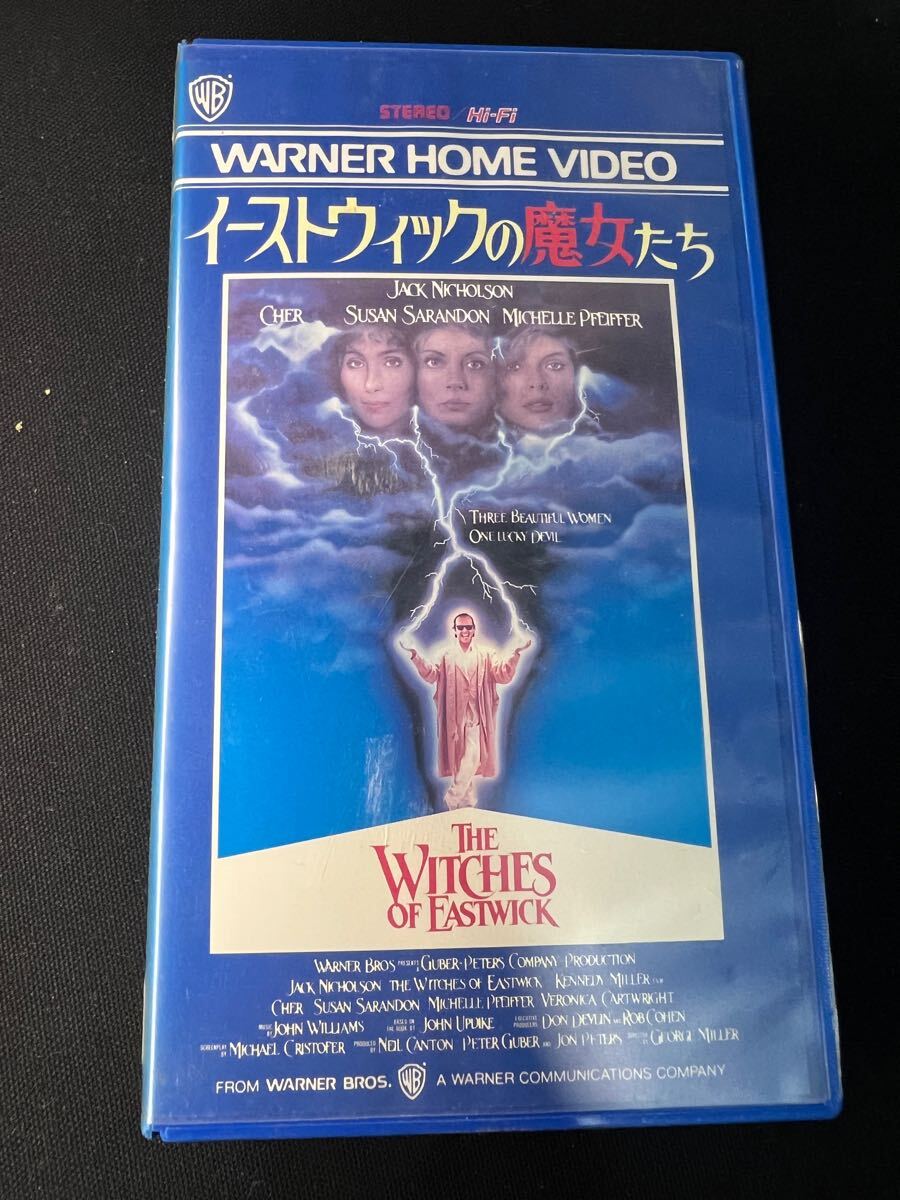 WB
STEREO / Hi-Fi
WARNER HOME VIDEO
イーストウィックの魔女たち
JACK NICHOLSON
CHER SUSAN SARANDON MICHELLE PFEIFFER
THREE BEAUTIFUL WOMEN
ONE LUCKY DEVIL
THE
WITCHES
OF EASTWICK
WARNER BROS PRESENTS A GUBER-PETERS COMPANY PRODUCTION
JACK NICHOLSON THE WITCHES OF EASTWICK KENNEDY MILLER FILM
CHER SUSAN SARANDON MICHELLE PFEIFFER VERONICA CARTWRIGHT
MUSIC BY JOHN WILLIAMS BASED ON THE BOOK BY JOHN UPDIKE EXECUTIVE PRODUCERS DON DEVLIN AND ROB COHEN
SCREENPLAY BY MICHAEL CRISTOFER PRODUCED BY NEIL CANTON PETER GUBER AND JON PETERS DIRECTED BY GEORGE MILLER
FROM WARNER BROS. WB A WARNER COMMUNICATIONS COMPANY